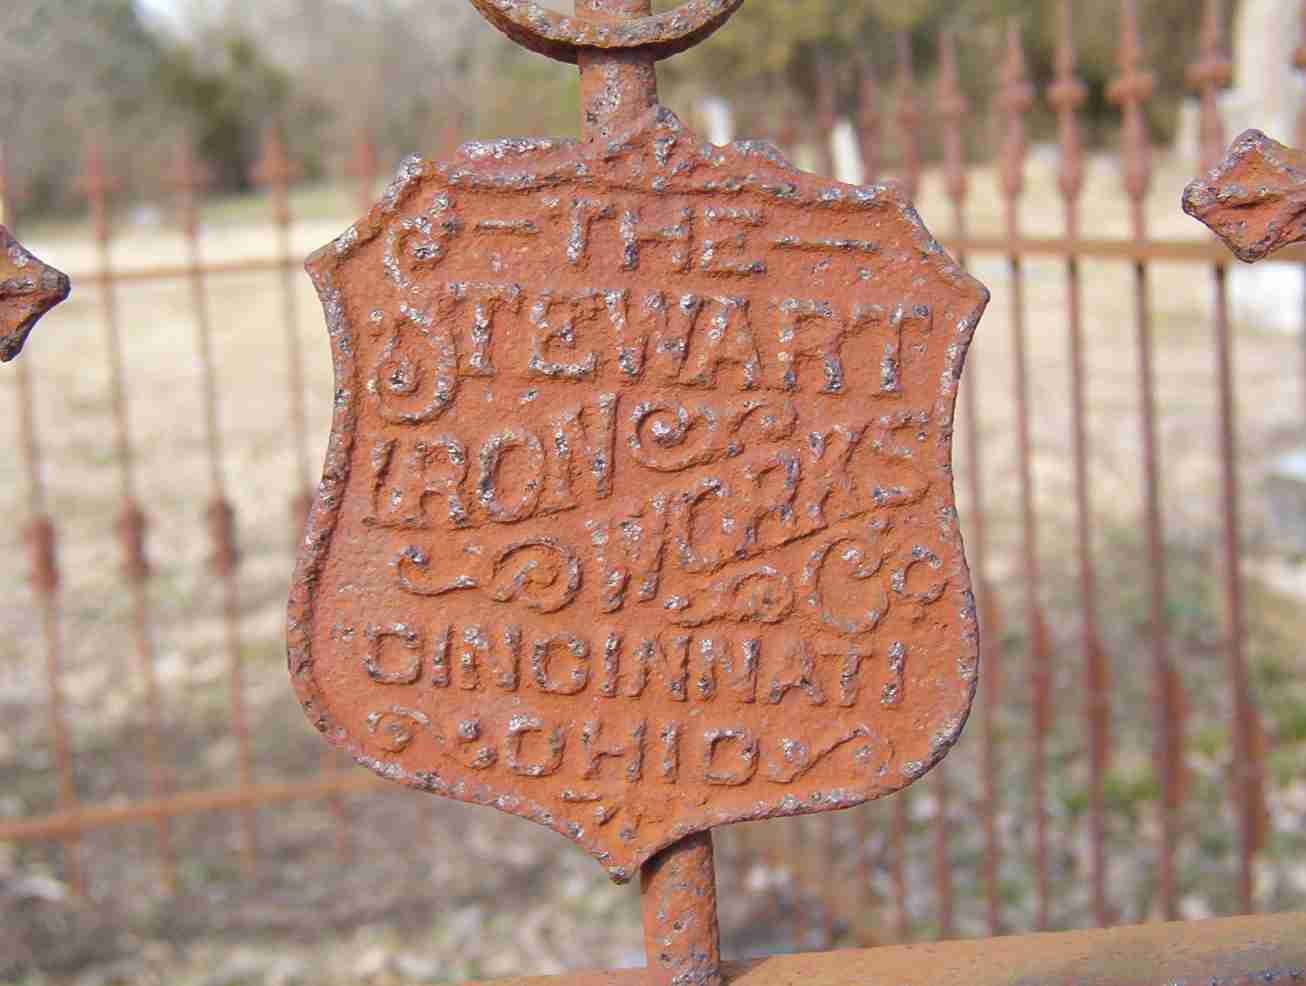 THE
STEWART
IRON
WORKS
Co
CINCINNATI
OHIO